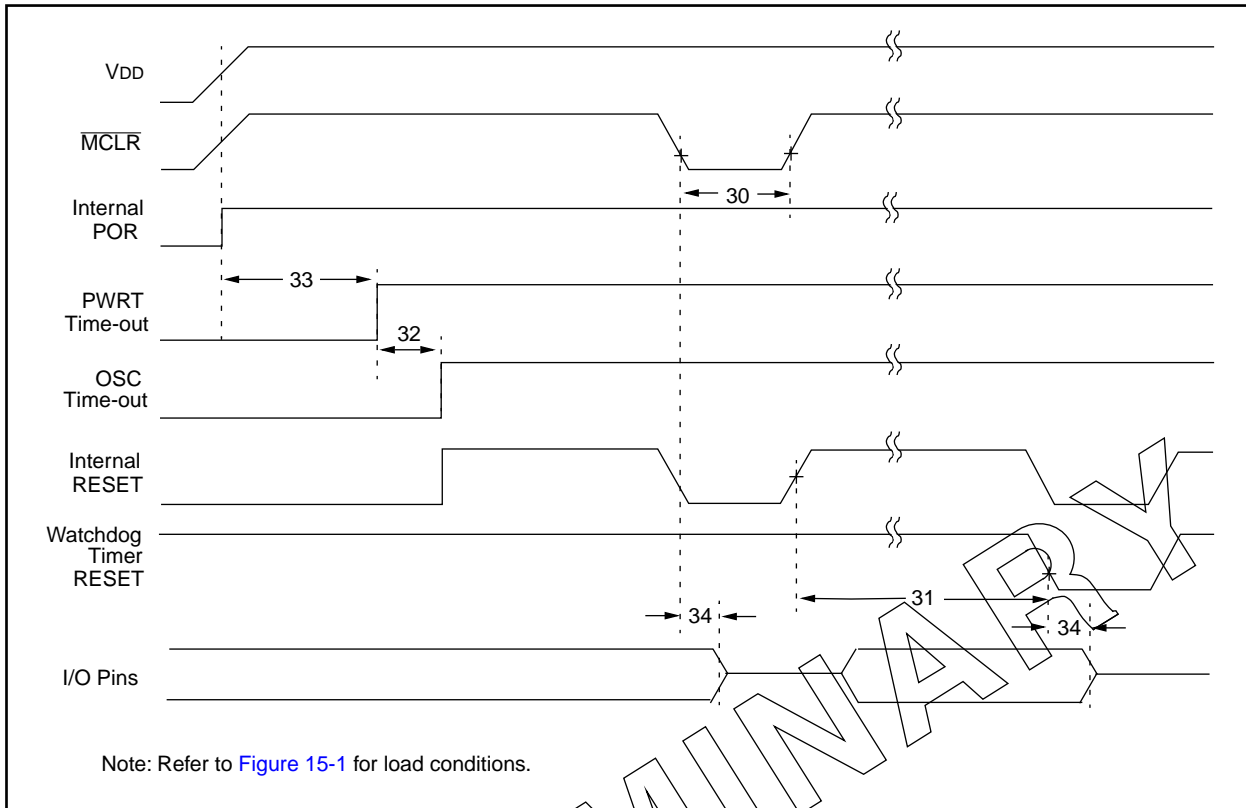 VDD
MCLR
Internal
POR
30
33
PWRT
Time-out
32
OSC
Time-out
Internal
RESET
Watchdog
Timer
RESET
31
34
34
I/O Pins
Note: Refer to Figure 15-1 for load conditions.
MINARY